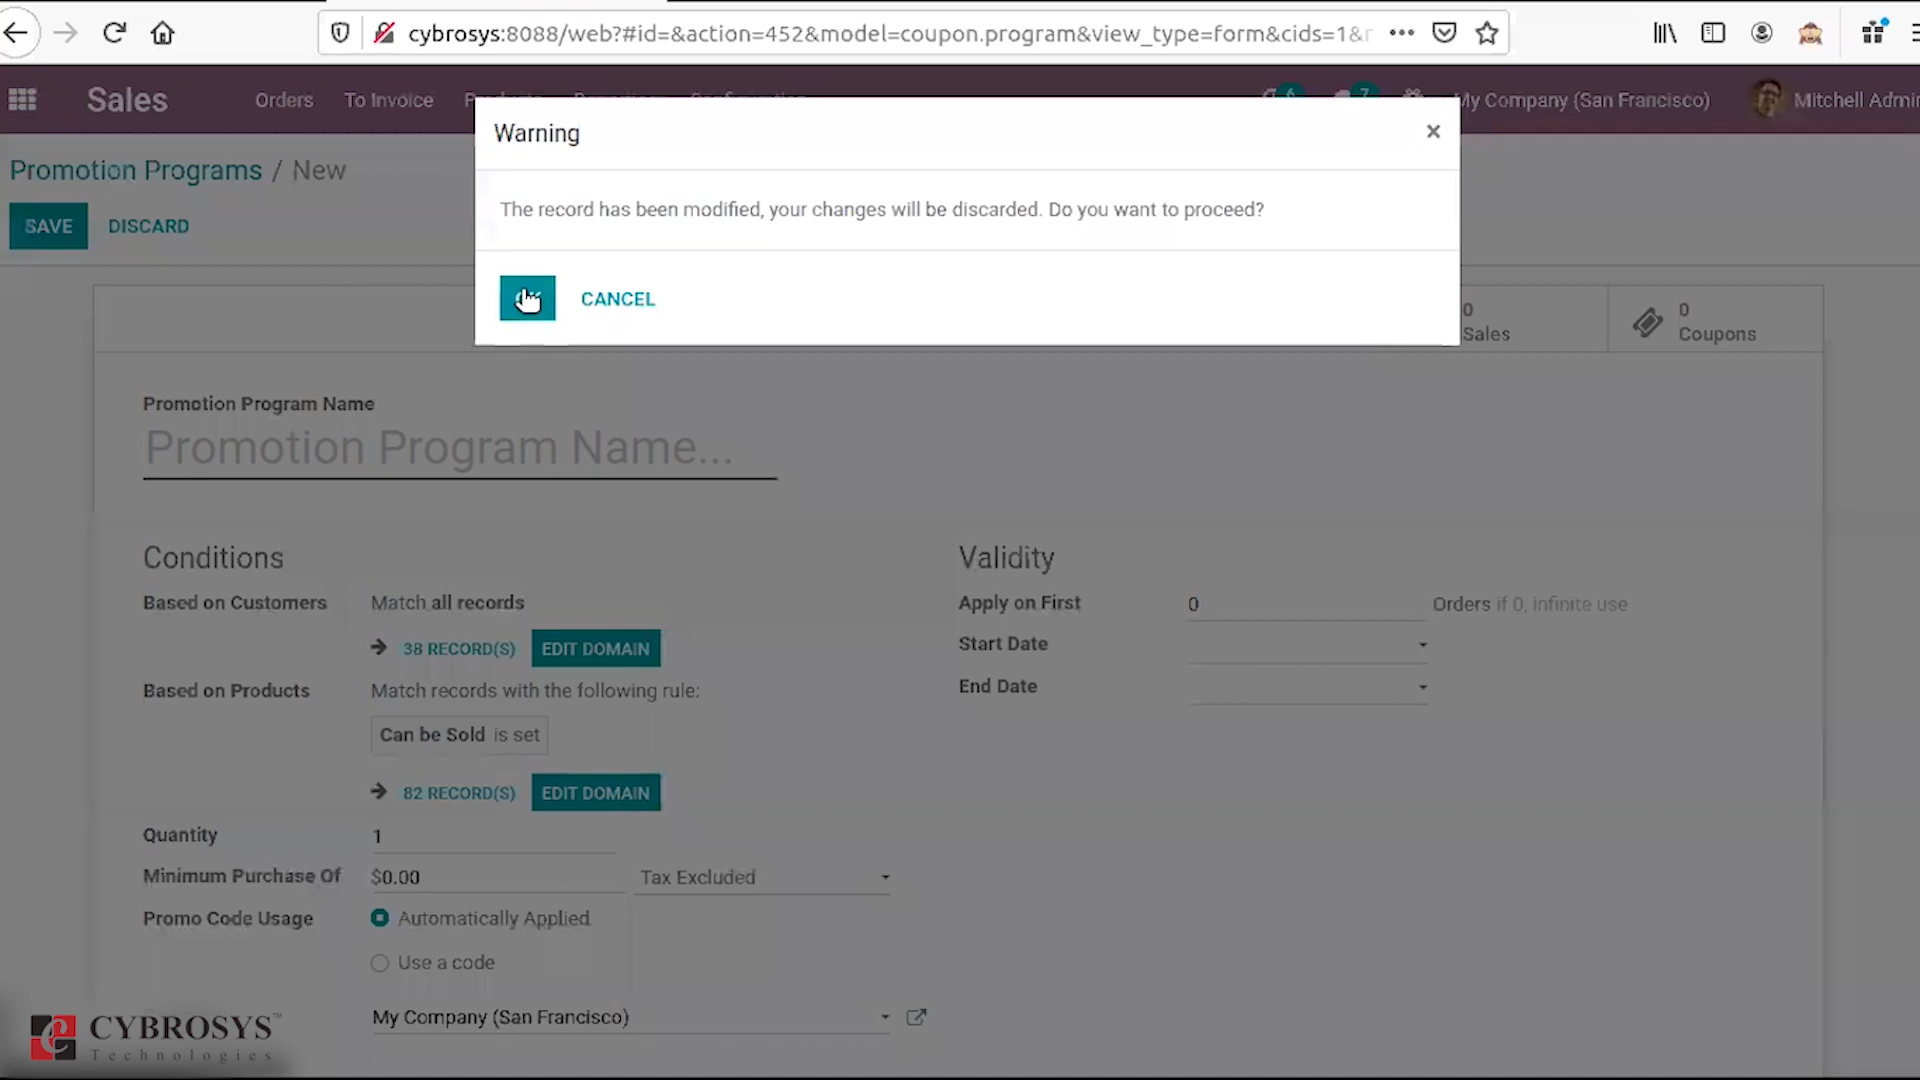 cybrosys:8088/web?#id=&action=452&model=coupon.program&view_type=form&cids=1&
Sales Orders To Invoice 6 7 My Company (San Francisco) Mitchell Admin
Warning ×
Promotion Programs / New
The record has been modified, your changes will be discarded. Do you want to proceed?
SAVE DISCARD
CANCEL
0
Sales
0
Coupons
Promotion Program Name
Promotion Program Name...
Conditions Validity
Based on Customers Match all records Apply on First 0 Orders if 0, infinite use
38 RECORD(S) EDIT DOMAIN Start Date
Based on Products Match records with the following rule: End Date
Can be Sold is set
82 RECORD(S) EDIT DOMAIN
Quantity 1
Minimum Purchase Of $0.00 Tax Excluded
Promo Code Usage Automatically Applied
Use a code
My Company (San Francisco)
CYBROSYS™
Technologies